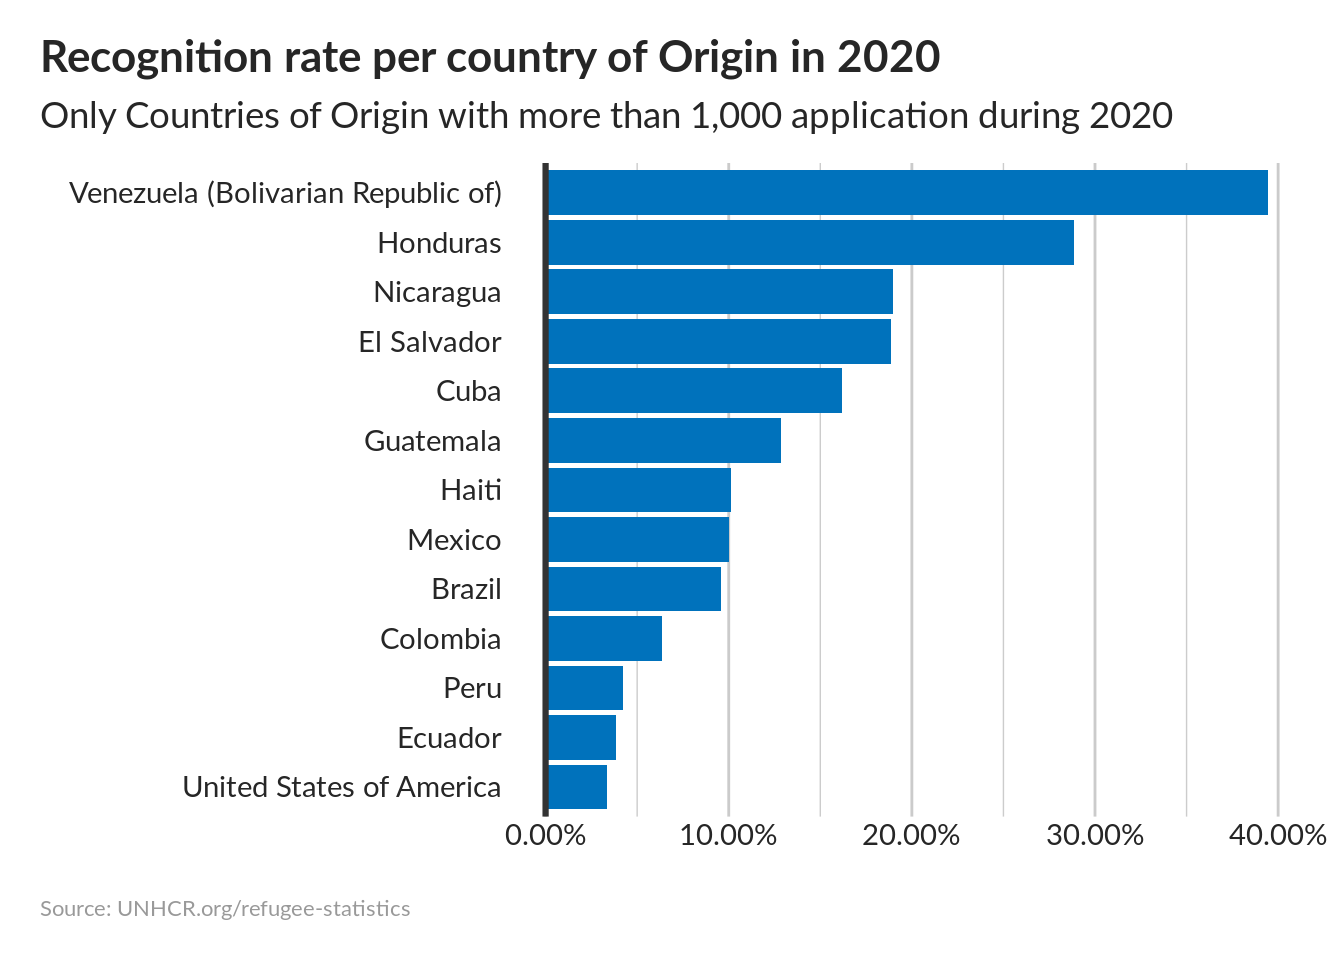 Recognition rate per country of Origin in 2020
Only Countries of Origin with more than 1,000 application during 2020
Venezuela (Bolivarian Republic of)
Honduras
Nicaragua
El Salvador
Cuba
Guatemala
Haiti
Mexico
Brazil
Colombia
Peru
Ecuador
United States of America
0.00% 10.00% 20.00% 30.00% 40.00%
Source: UNHCR.org/refugee-statistics